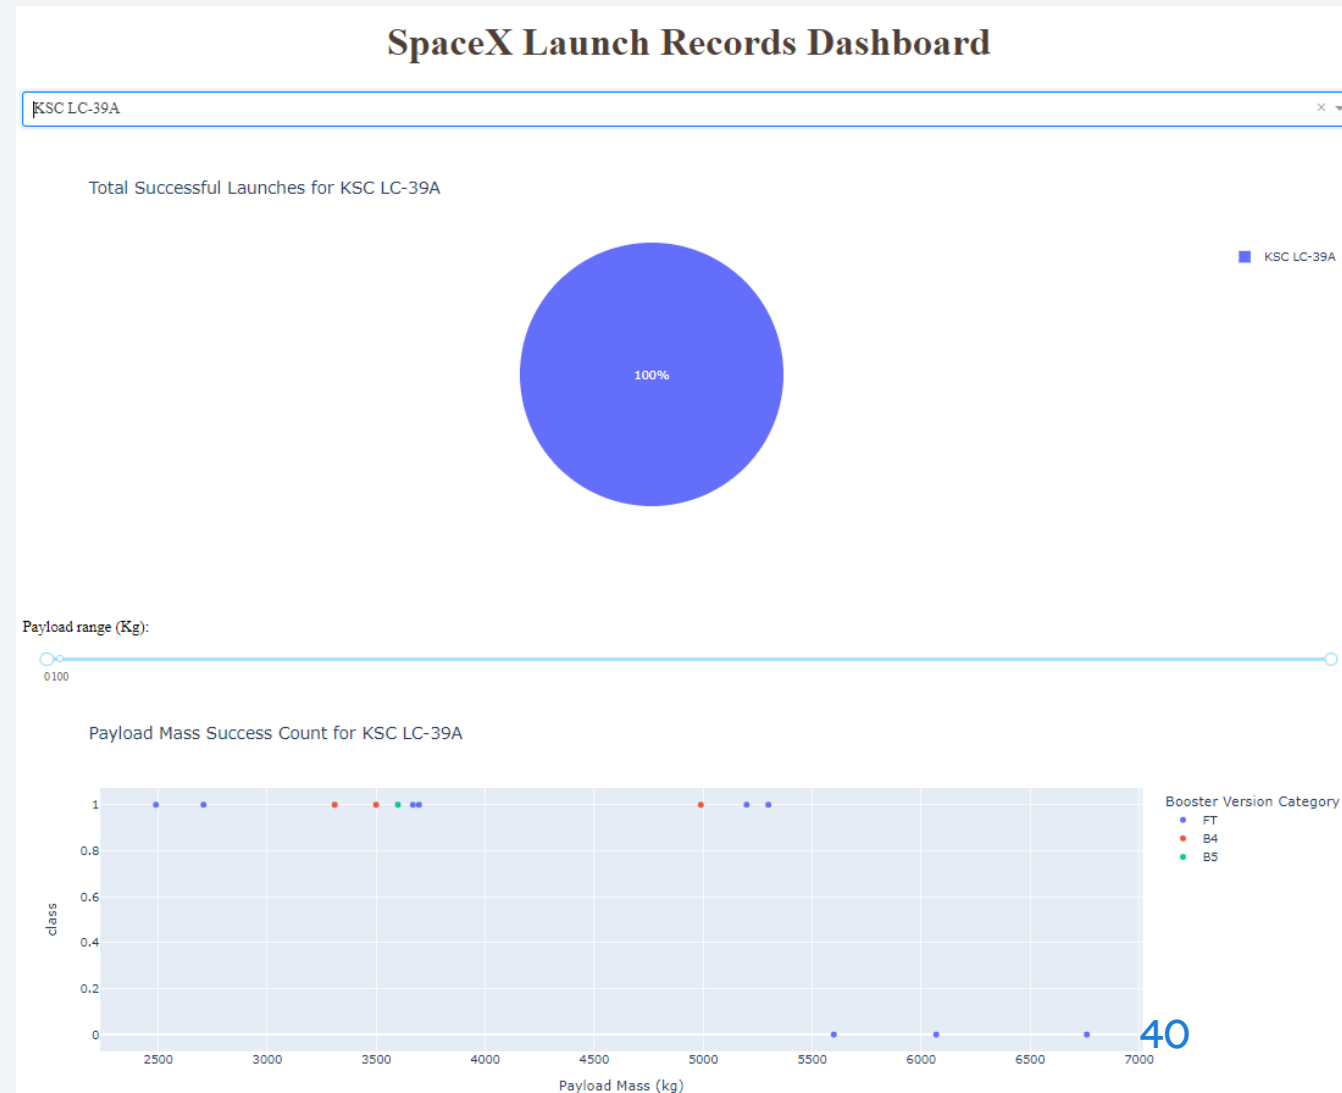 SpaceX Launch Records Dashboard
KSC LC-39A
Total Successful Launches for KSC LC-39A
KSC LC-39A
100%
Payload range (Kg):
0 100
Payload Mass Success Count for KSC LC-39A
Booster Version Category
FT
B4
B5
1
0.8
0.6
0.4
0.2
0
class
40
2500 3000 3500 4000 4500 5000 5500 6000 6500 7000
Payload Mass (kg)